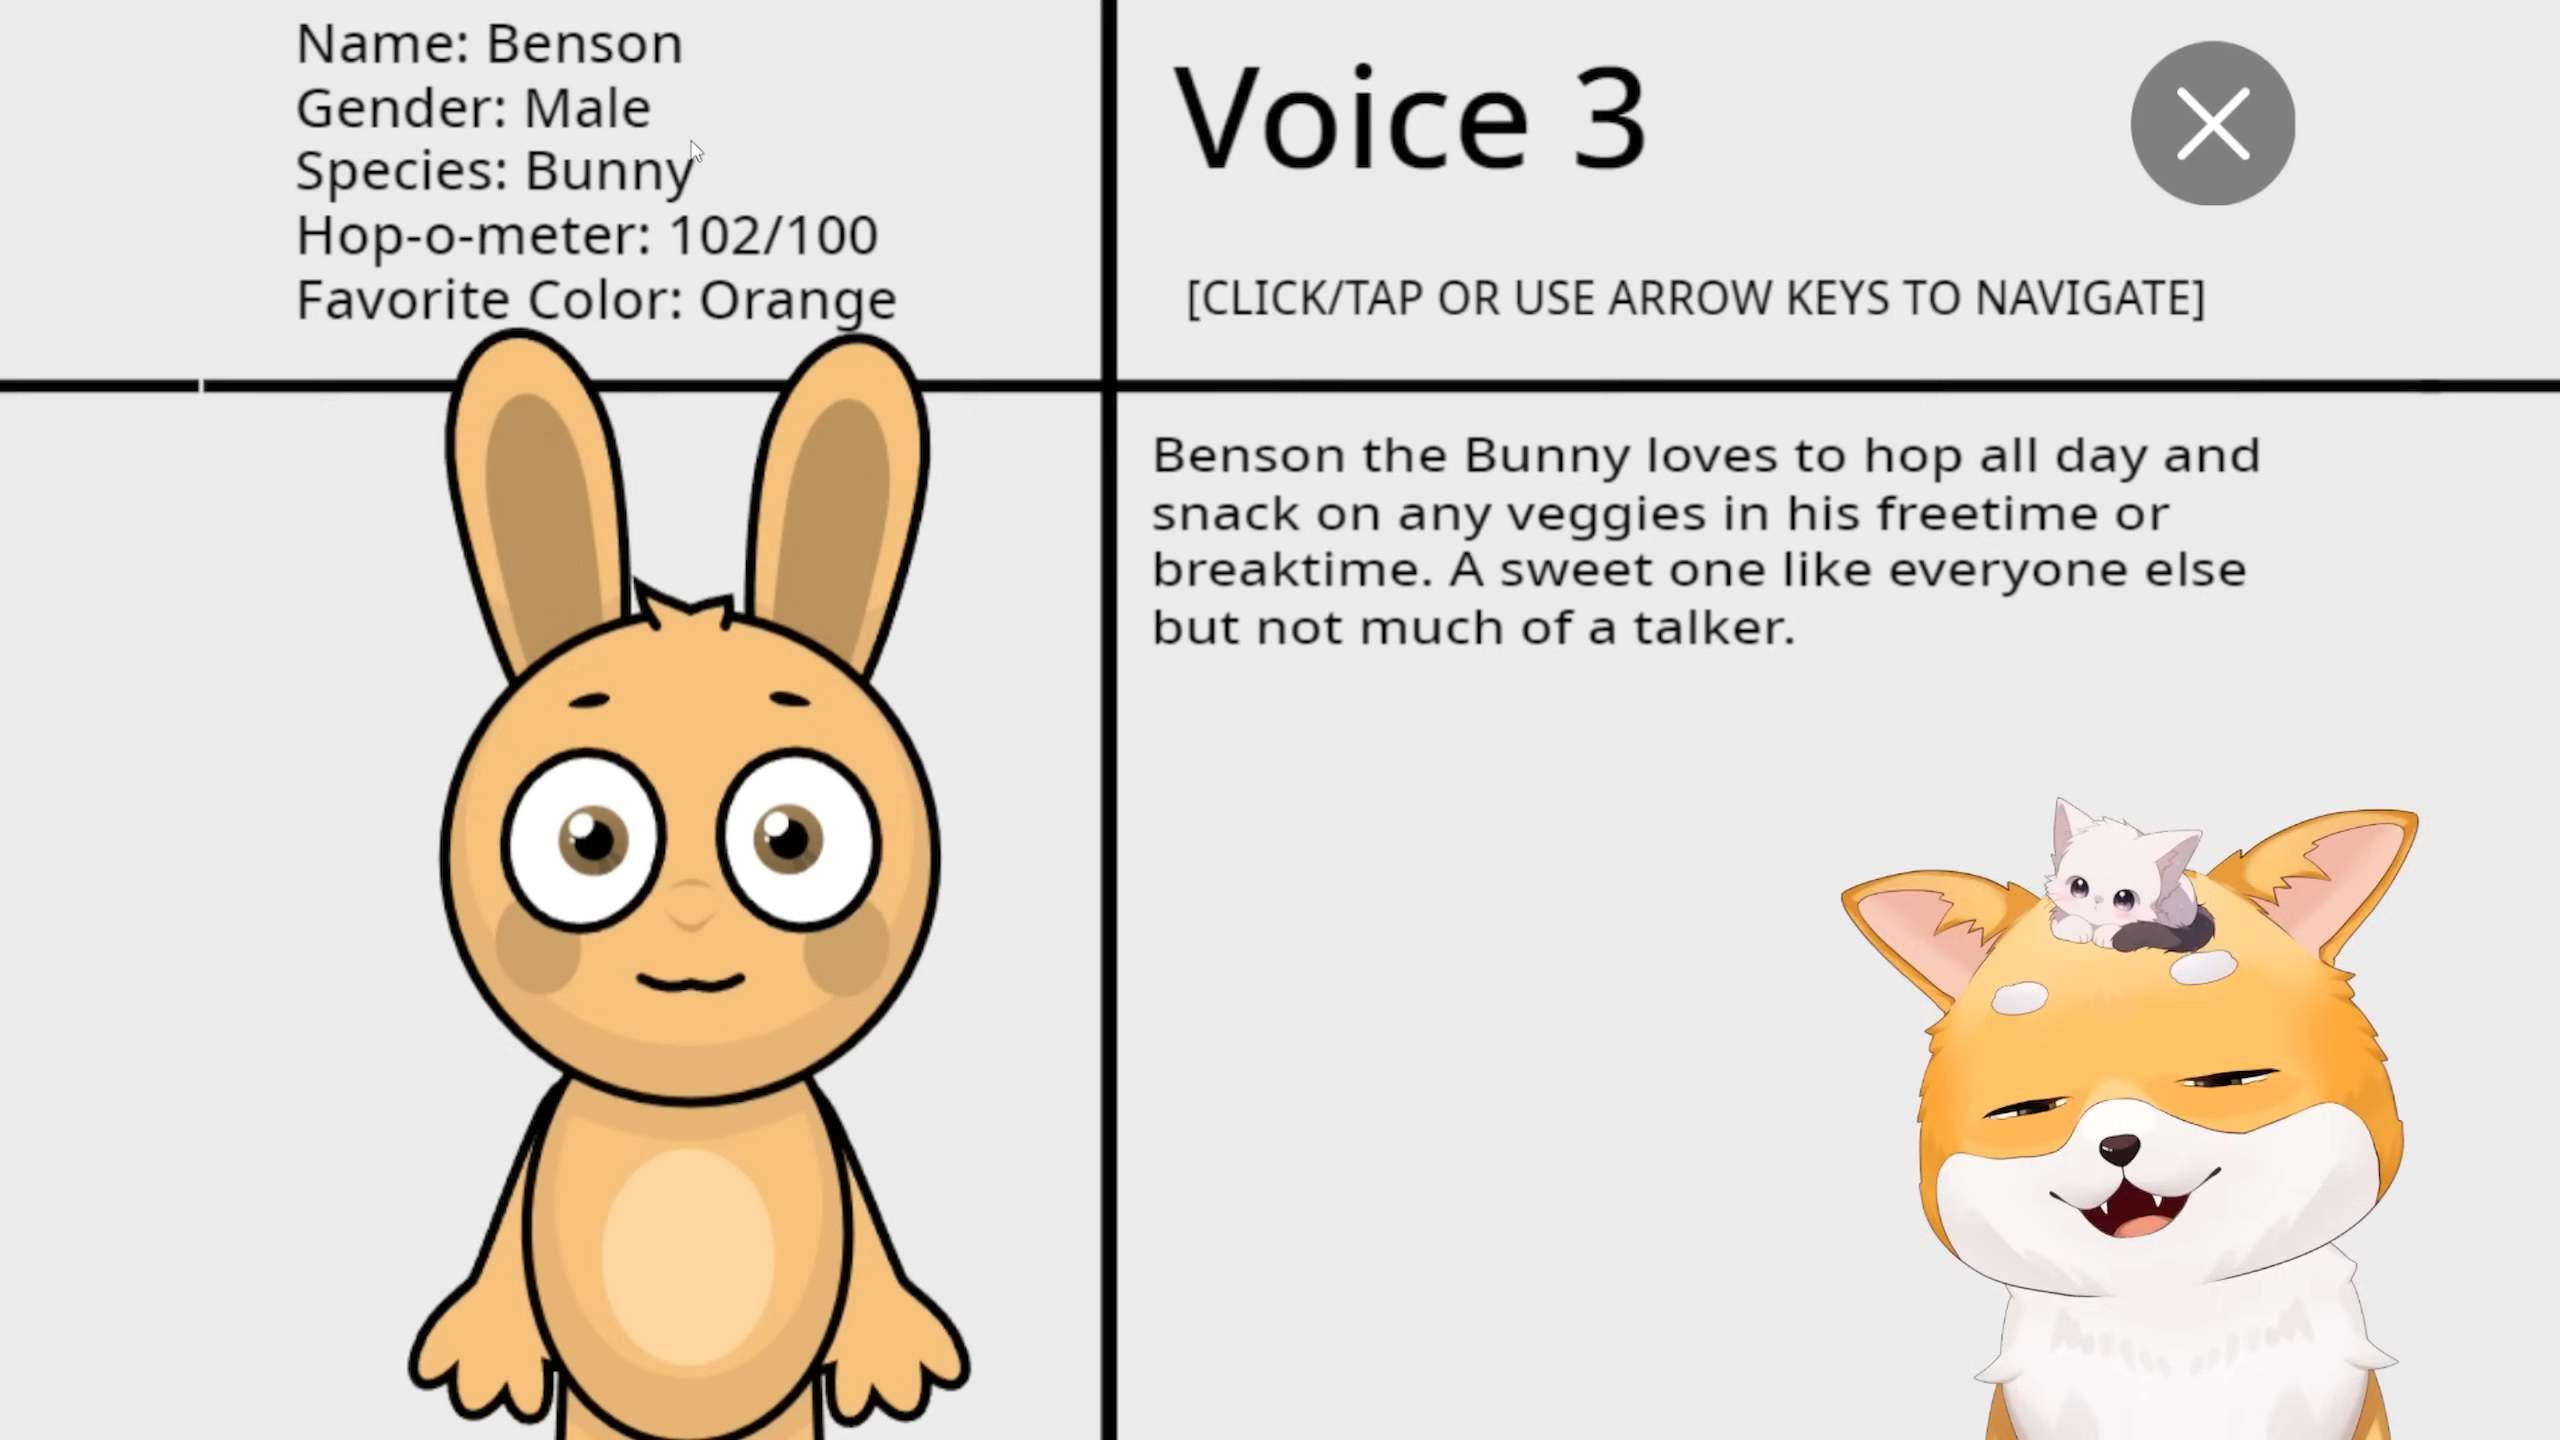 Name: Benson
Gender: Male
Species: Bunny
Hop-o-meter: 102/100
Favorite Color: Orange
Voice 3
[CLICK/TAP OR USE ARROW KEYS TO NAVIGATE]
Benson the Bunny loves to hop all day and
snack on any veggies in his freetime or
breaktime. A sweet one like everyone else
but not much of a talker.